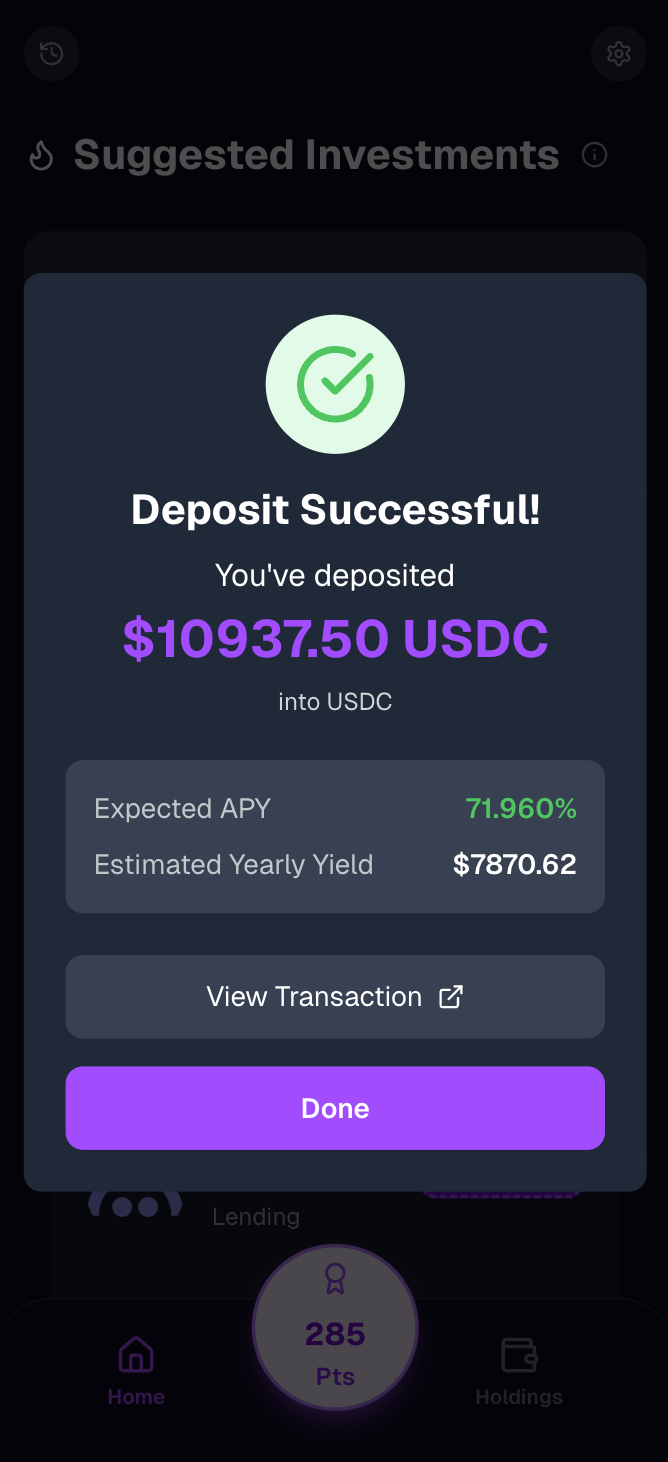 Suggested Investments
Deposit Successful!
You've deposited
$10937.50 USDC
into USDC
Expected APY 71.960%
Estimated Yearly Yield $7870.62
View Transaction
Done
Lending
285
Pts
Home
Holdings